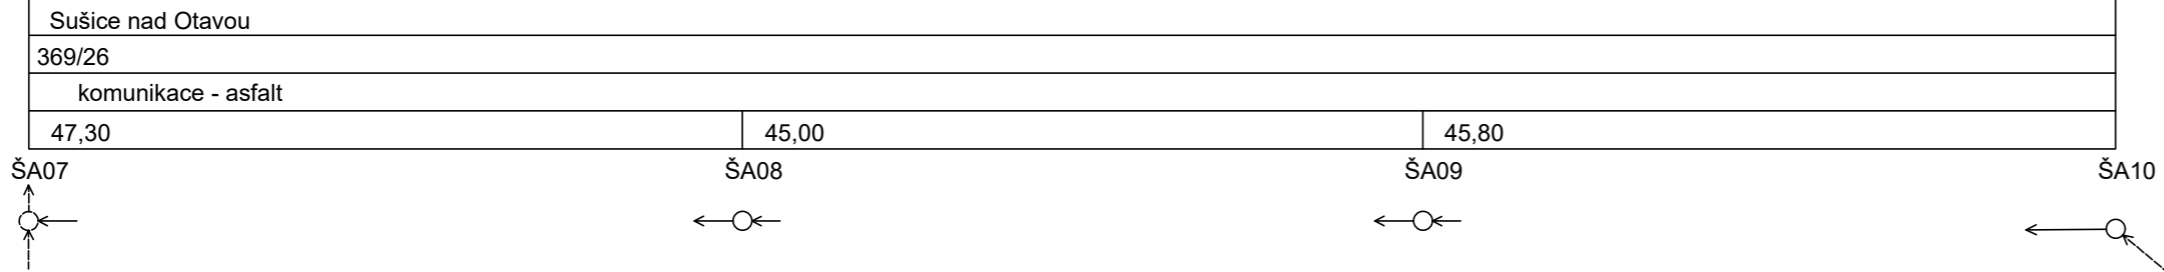 Sušice nad Otavou
369/26
komunikace - asfalt
47,30 45,00 45,80
ŠA07 ŠA08 ŠA09 ŠA10